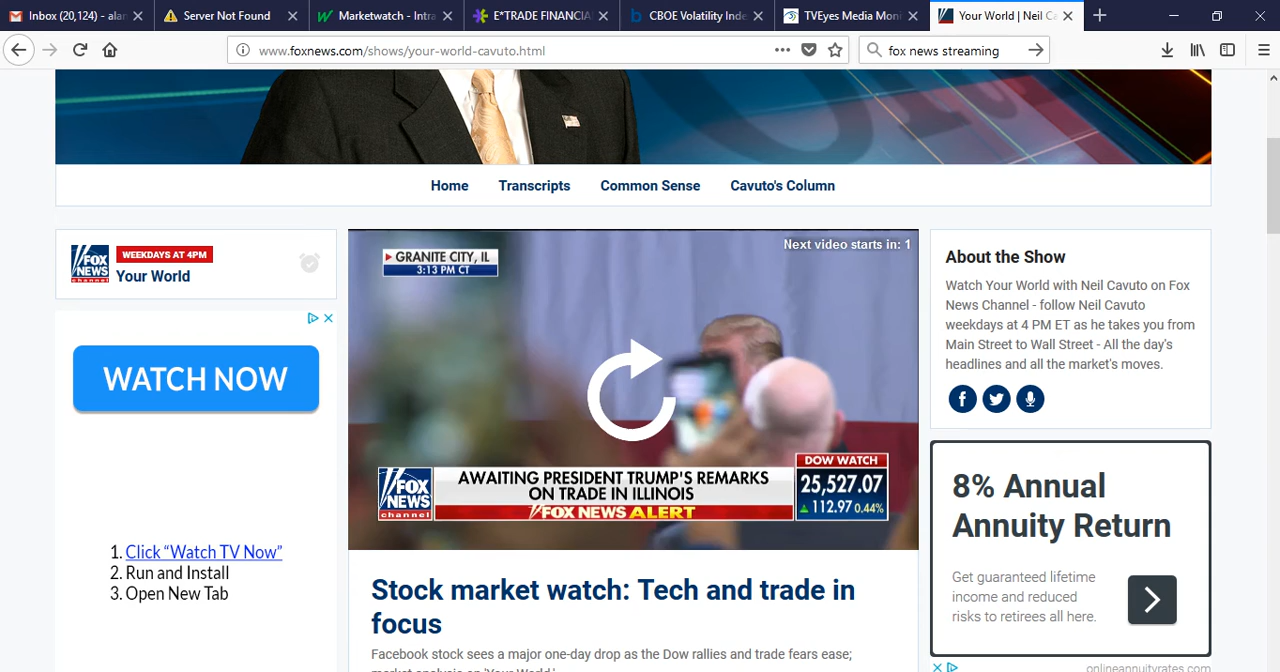 Inbox (20,124) - alan
Server Not Found
Marketwatch - Intra
E*TRADE FINANCIA
CBOE Volatility Inde
TVEyes Media Moni
Your World | Neil Ca
www.foxnews.com/shows/your-world-cavuto.html
fox news streaming
Home
Transcripts
Common Sense
Cavuto's Column
FOX
NEWS
channel
WEEKDAYS AT 4PM
Your World
WATCH NOW
1. Click “Watch TV Now”
2. Run and Install
3. Open New Tab
Next video starts in: 1
GRANITE CITY, IL
3:13 PM CT
FOX
NEWS
channel
AWAITING PRESIDENT TRUMP'S REMARKS
ON TRADE IN ILLINOIS
FOX NEWS ALERT
DOW WATCH
25,527.07
112.97 0.44%
Stock market watch: Tech and trade in
focus
Facebook stock sees a major one-day drop as the Dow rallies and trade fears ease;
market analysis on 'Your World.'
About the Show
Watch Your World with Neil Cavuto on Fox
News Channel - follow Neil Cavuto
weekdays at 4 PM ET as he takes you from
Main Street to Wall Street - All the day's
headlines and all the market's moves.
8% Annual
Annuity Return
Get guaranteed lifetime
income and reduced
risks to retirees all here.
onlineannuityrates.com